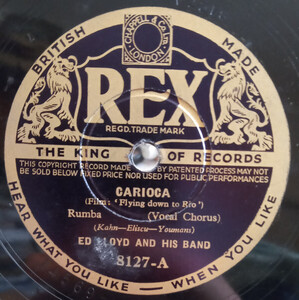 CHAPPELL & Co. Ltd.
LONDON
BRITISH MADE
REX
REGD. TRADE MARK
THE KING OF RECORDS
THIS COPYRIGHT RECORD MADE BY PATENTED PROCESS MAY NOT
BE SOLD BELOW FIXED PRICE NOR USED FOR PUBLIC PERFORMANCES
CARIOCA
(Film: 'Flying down to Rio')
Rumba (Vocal Chorus)
(Kahn—Eliscu—Youmans)
ED LLOYD AND HIS BAND
8127-A
HEAR WHAT YOU LIKE — WHEN YOU LIKE